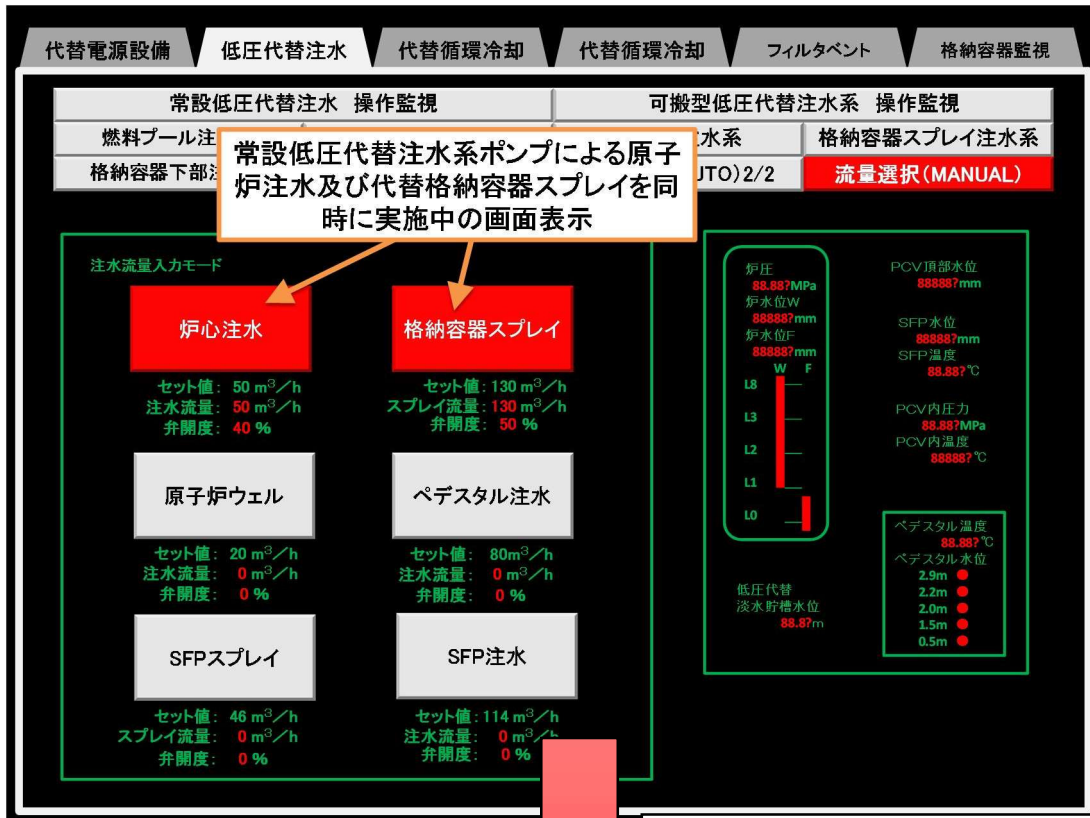 代替電源設備
低圧代替注水
代替循環冷却
代替循環冷却
フィルタベント
格納容器監視
常設低圧代替注水 操作監視
可搬型低圧代替注水系 操作監視
燃料プール注
水系
格納容器スプレイ注水系
格納容器下部
TO)2/2
流量選択(MANUAL)
常設低圧代替注水系ポンプによる原子
炉注水及び代替格納容器スプレイを同
時に実施中の画面表示
注水流量入力モード
炉心注水
セット値: 50 m³/h
注水流量: 50 m³/h
弁開度: 40 %
格納容器スプレイ
セット値: 130 m³/h
スプレイ流量: 130 m³/h
弁開度: 50 %
原子炉ウェル
セット値: 20 m³/h
注水流量: 0 m³/h
弁開度: 0 %
ペデスタル注水
セット値: 80m³/h
注水流量: 0 m³/h
弁開度: 0 %
SFPスプレイ
セット値: 46 m³/h
スプレイ流量: 0 m³/h
弁開度: 0 %
SFP注水
セット値: 114 m³/h
注水流量: 0 m³/h
弁開度: 0 %
炉圧
88.88?MPa
炉水位W
88888?mm
炉水位F
88888?mm
W F
L8
L3
L2
L1
L0
低圧代替
淡水貯槽水位
88.8?m
PCV頂部水位
88888?mm
SFP水位
88888?mm
SFP温度
88.88?℃
PCV内圧力
88.88?MPa
PCV内温度
88888?℃
ペデスタル温度
88.88?℃
ペデスタル水位
2.9m
2.2m
2.0m
1.5m
0.5m